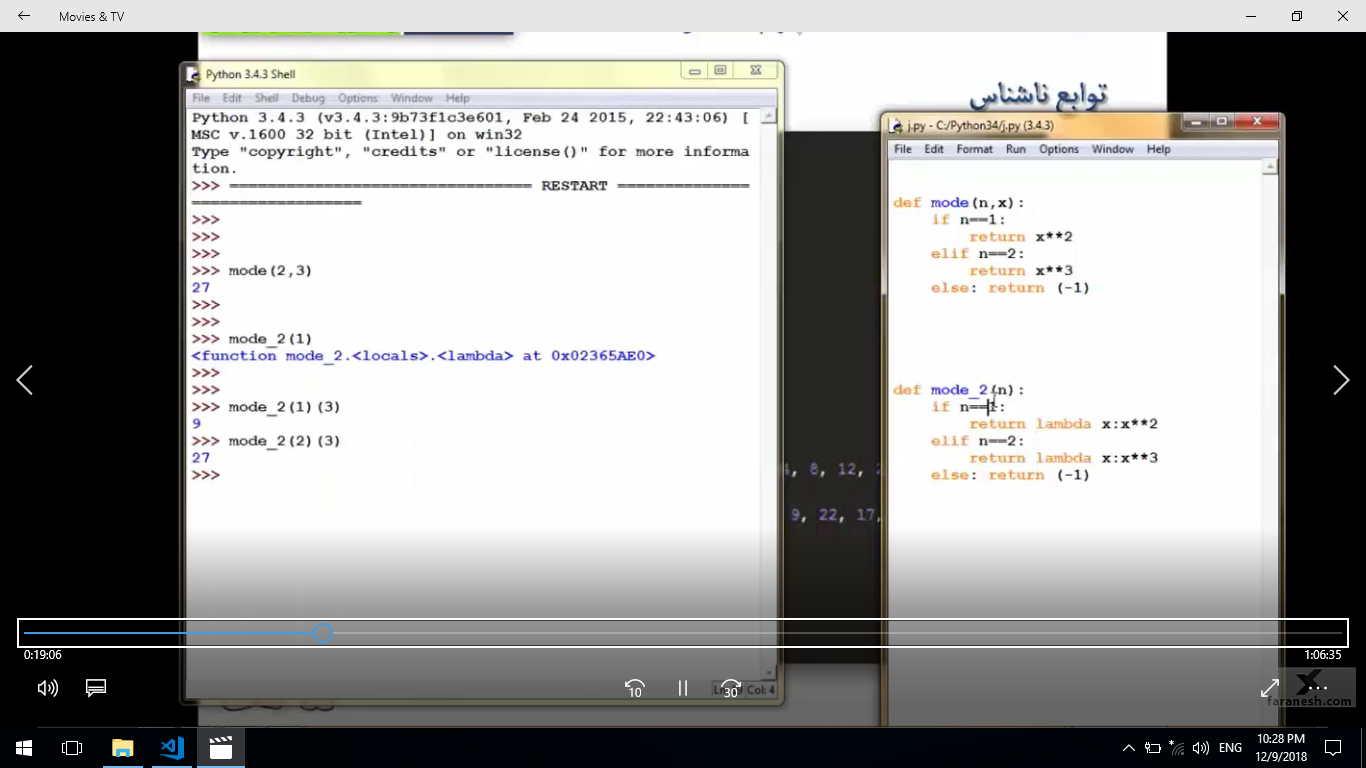 Movies & TV
توابع ناشناس
Python 3.4.3 Shell
File Edit Shell Debug Options Window Help
Python 3.4.3 (v3.4.3:9b73f1c3e601, Feb 24 2015, 22:43:06) [
MSC v.1600 32 bit (Intel)] on win32
Type "copyright", "credits" or "license()" for more informa
tion.
>>> ================================ RESTART ==============
==================
>>>
>>>
>>>
>>> mode(2,3)
27
>>>
>>>
>>> mode_2(1)
<function mode_2.<locals>.<lambda> at 0x02365AE0>
>>>
>>>
>>> mode_2(1)(3)
9
>>> mode_2(2)(3)
27
>>>
8, 12,
9, 22, 17,
j.py - C:/Python34/j.py (3.4.3)
File Edit Format Run Options Window Help
def mode(n,x):
if n==1:
return x**2
elif n==2:
return x**3
else: return (-1)
def mode_2(n):
if n==1:
return lambda x:x**2
elif n==2:
return lambda x:x**3
else: return (-1)
0:19:06
1:06:35
10
30
Col: 4
faranesh.com
ENG
10:28 PM
12/9/2018